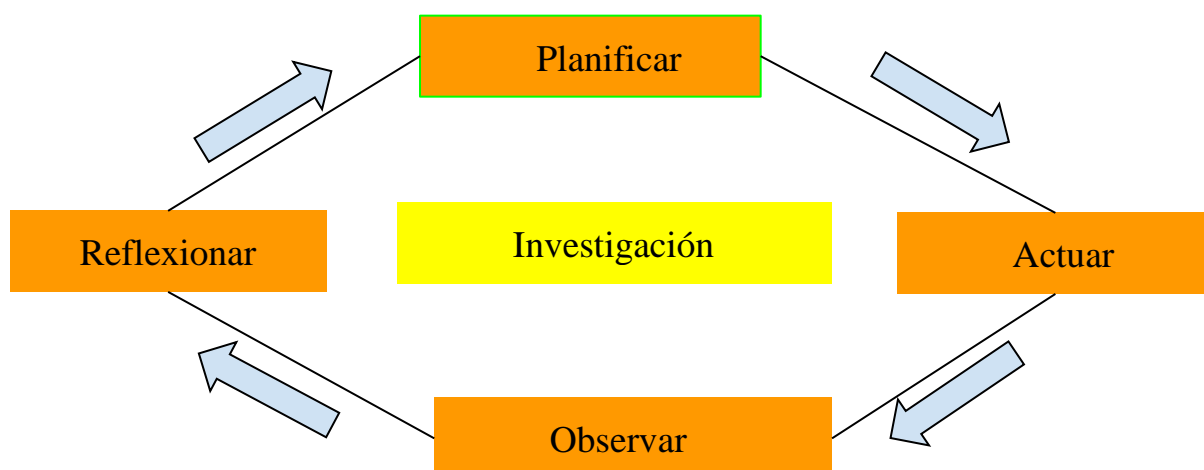 Planificar
Reflexionar
Investigación
Actuar
Observar